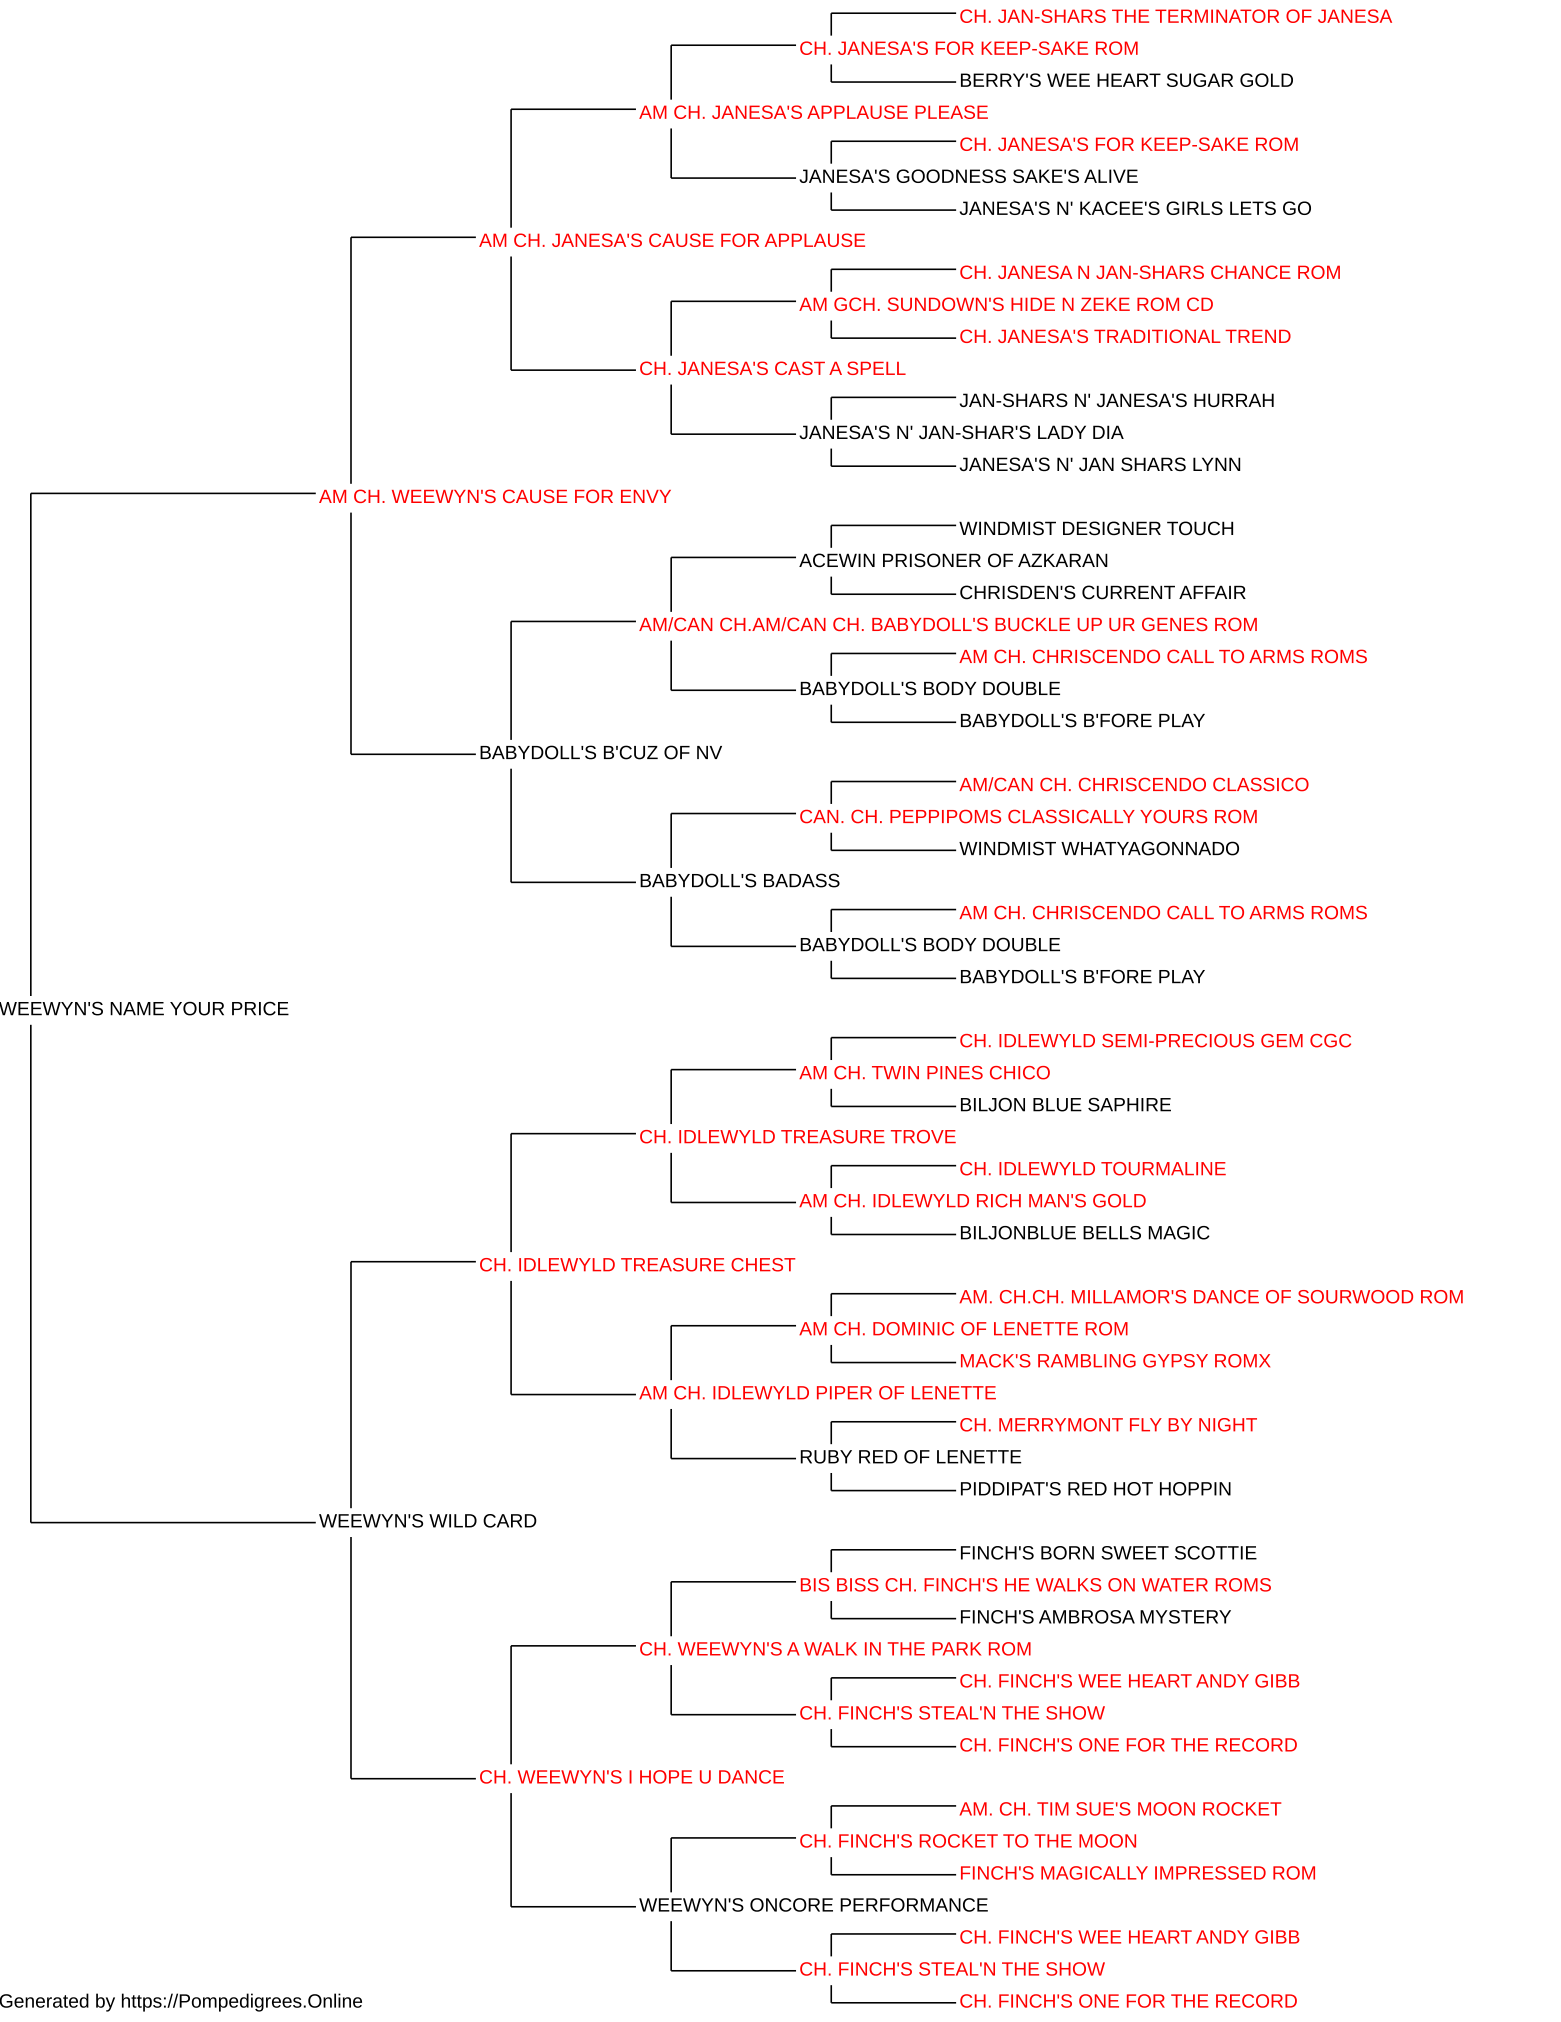 CH. JAN-SHARS THE TERMINATOR OF JANESA
CH. JANESA'S FOR KEEP-SAKE ROM
BERRY'S WEE HEART SUGAR GOLD
AM CH. JANESA'S APPLAUSE PLEASE
CH. JANESA'S FOR KEEP-SAKE ROM
JANESA'S GOODNESS SAKE'S ALIVE
JANESA'S N' KACEE'S GIRLS LETS GO
AM CH. JANESA'S CAUSE FOR APPLAUSE
CH. JANESA N JAN-SHARS CHANCE ROM
AM GCH. SUNDOWN'S HIDE N ZEKE ROM CD
CH. JANESA'S TRADITIONAL TREND
CH. JANESA'S CAST A SPELL
JAN-SHARS N' JANESA'S HURRAH
JANESA'S N' JAN-SHAR'S LADY DIA
JANESA'S N' JAN SHARS LYNN
AM CH. WEEWYN'S CAUSE FOR ENVY
WINDMIST DESIGNER TOUCH
ACEWIN PRISONER OF AZKARAN
CHRISDEN'S CURRENT AFFAIR
AM/CAN CH.AM/CAN CH. BABYDOLL'S BUCKLE UP UR GENES ROM
AM CH. CHRISCENDO CALL TO ARMS ROMS
BABYDOLL'S BODY DOUBLE
BABYDOLL'S B'FORE PLAY
BABYDOLL'S B'CUZ OF NV
AM/CAN CH. CHRISCENDO CLASSICO
CAN. CH. PEPPIPOMS CLASSICALLY YOURS ROM
WINDMIST WHATYAGONNADO
BABYDOLL'S BADASS
AM CH. CHRISCENDO CALL TO ARMS ROMS
BABYDOLL'S BODY DOUBLE
BABYDOLL'S B'FORE PLAY
WEEWYN'S NAME YOUR PRICE
CH. IDLEWYLD SEMI-PRECIOUS GEM CGC
AM CH. TWIN PINES CHICO
BILJON BLUE SAPHIRE
CH. IDLEWYLD TREASURE TROVE
CH. IDLEWYLD TOURMALINE
AM CH. IDLEWYLD RICH MAN'S GOLD
BILJONBLUE BELLS MAGIC
CH. IDLEWYLD TREASURE CHEST
AM. CH.CH. MILLAMOR'S DANCE OF SOURWOOD ROM
AM CH. DOMINIC OF LENETTE ROM
MACK'S RAMBLING GYPSY ROMX
AM CH. IDLEWYLD PIPER OF LENETTE
CH. MERRYMONT FLY BY NIGHT
RUBY RED OF LENETTE
PIDDIPAT'S RED HOT HOPPIN
WEEWYN'S WILD CARD
FINCH'S BORN SWEET SCOTTIE
BIS BISS CH. FINCH'S HE WALKS ON WATER ROMS
FINCH'S AMBROSA MYSTERY
CH. WEEWYN'S A WALK IN THE PARK ROM
CH. FINCH'S WEE HEART ANDY GIBB
CH. FINCH'S STEAL'N THE SHOW
CH. FINCH'S ONE FOR THE RECORD
CH. WEEWYN'S I HOPE U DANCE
AM. CH. TIM SUE'S MOON ROCKET
CH. FINCH'S ROCKET TO THE MOON
FINCH'S MAGICALLY IMPRESSED ROM
WEEWYN'S ONCORE PERFORMANCE
CH. FINCH'S WEE HEART ANDY GIBB
CH. FINCH'S STEAL'N THE SHOW
CH. FINCH'S ONE FOR THE RECORD
Generated by https://Pompedigrees.Online